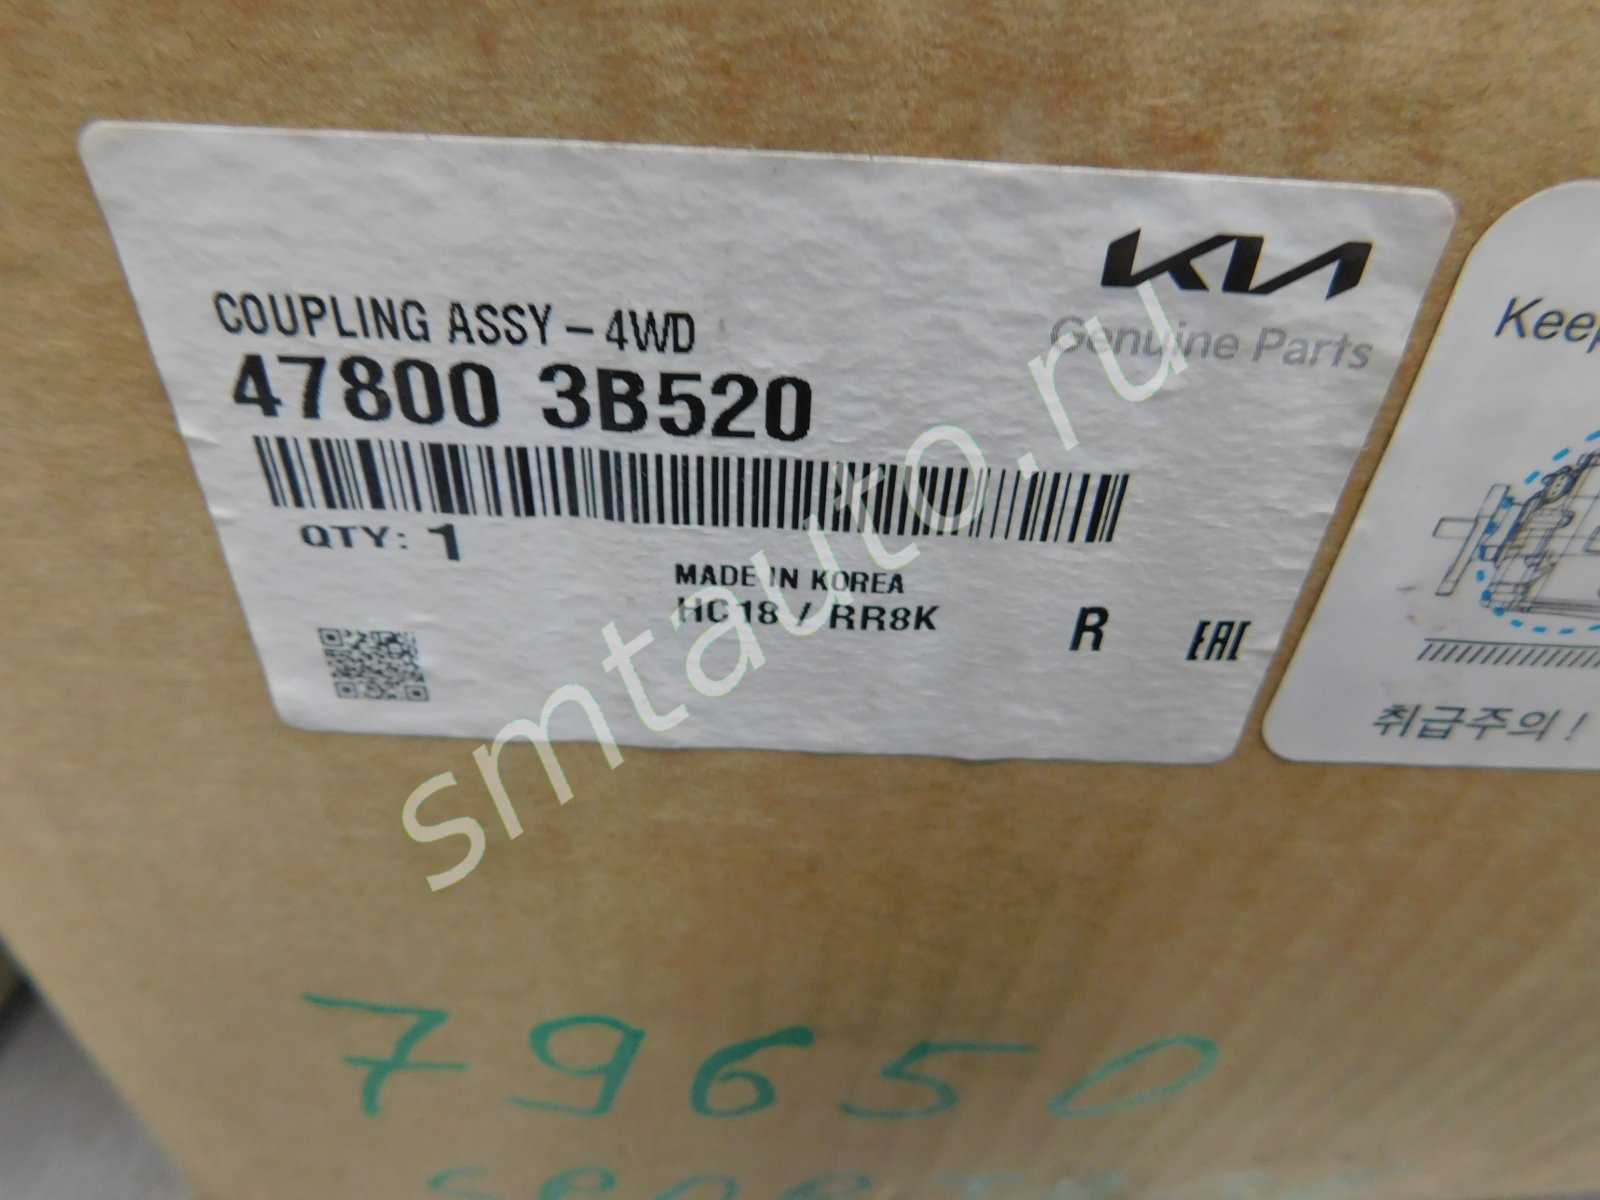 KIA
Genuine Parts
COUPLING ASSY-4WD
47800 3B520
QTY: 1
MADE IN KOREA
HC18 / RR8K
R
EAC
Keep
취급주의!
smtauto.ru
79650